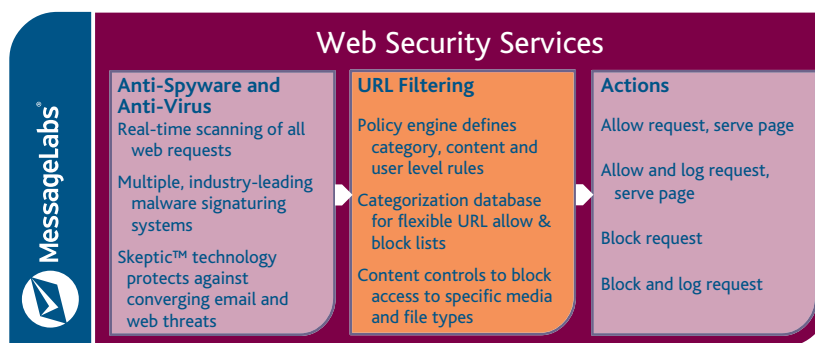 MessageLabs®
Web Security Services
Anti-Spyware and
Anti-Virus
Real-time scanning of all
web requests
Multiple, industry-leading
malware signaturing
systems
Skeptic™ technology
protects against
converging email and
web threats
URL Filtering
Policy engine defines
category, content and
user level rules
Categorization database
for flexible URL allow &
block lists
Content controls to block
access to specific media
and file types
Actions
Allow request, serve page
Allow and log request,
serve page
Block request
Block and log request